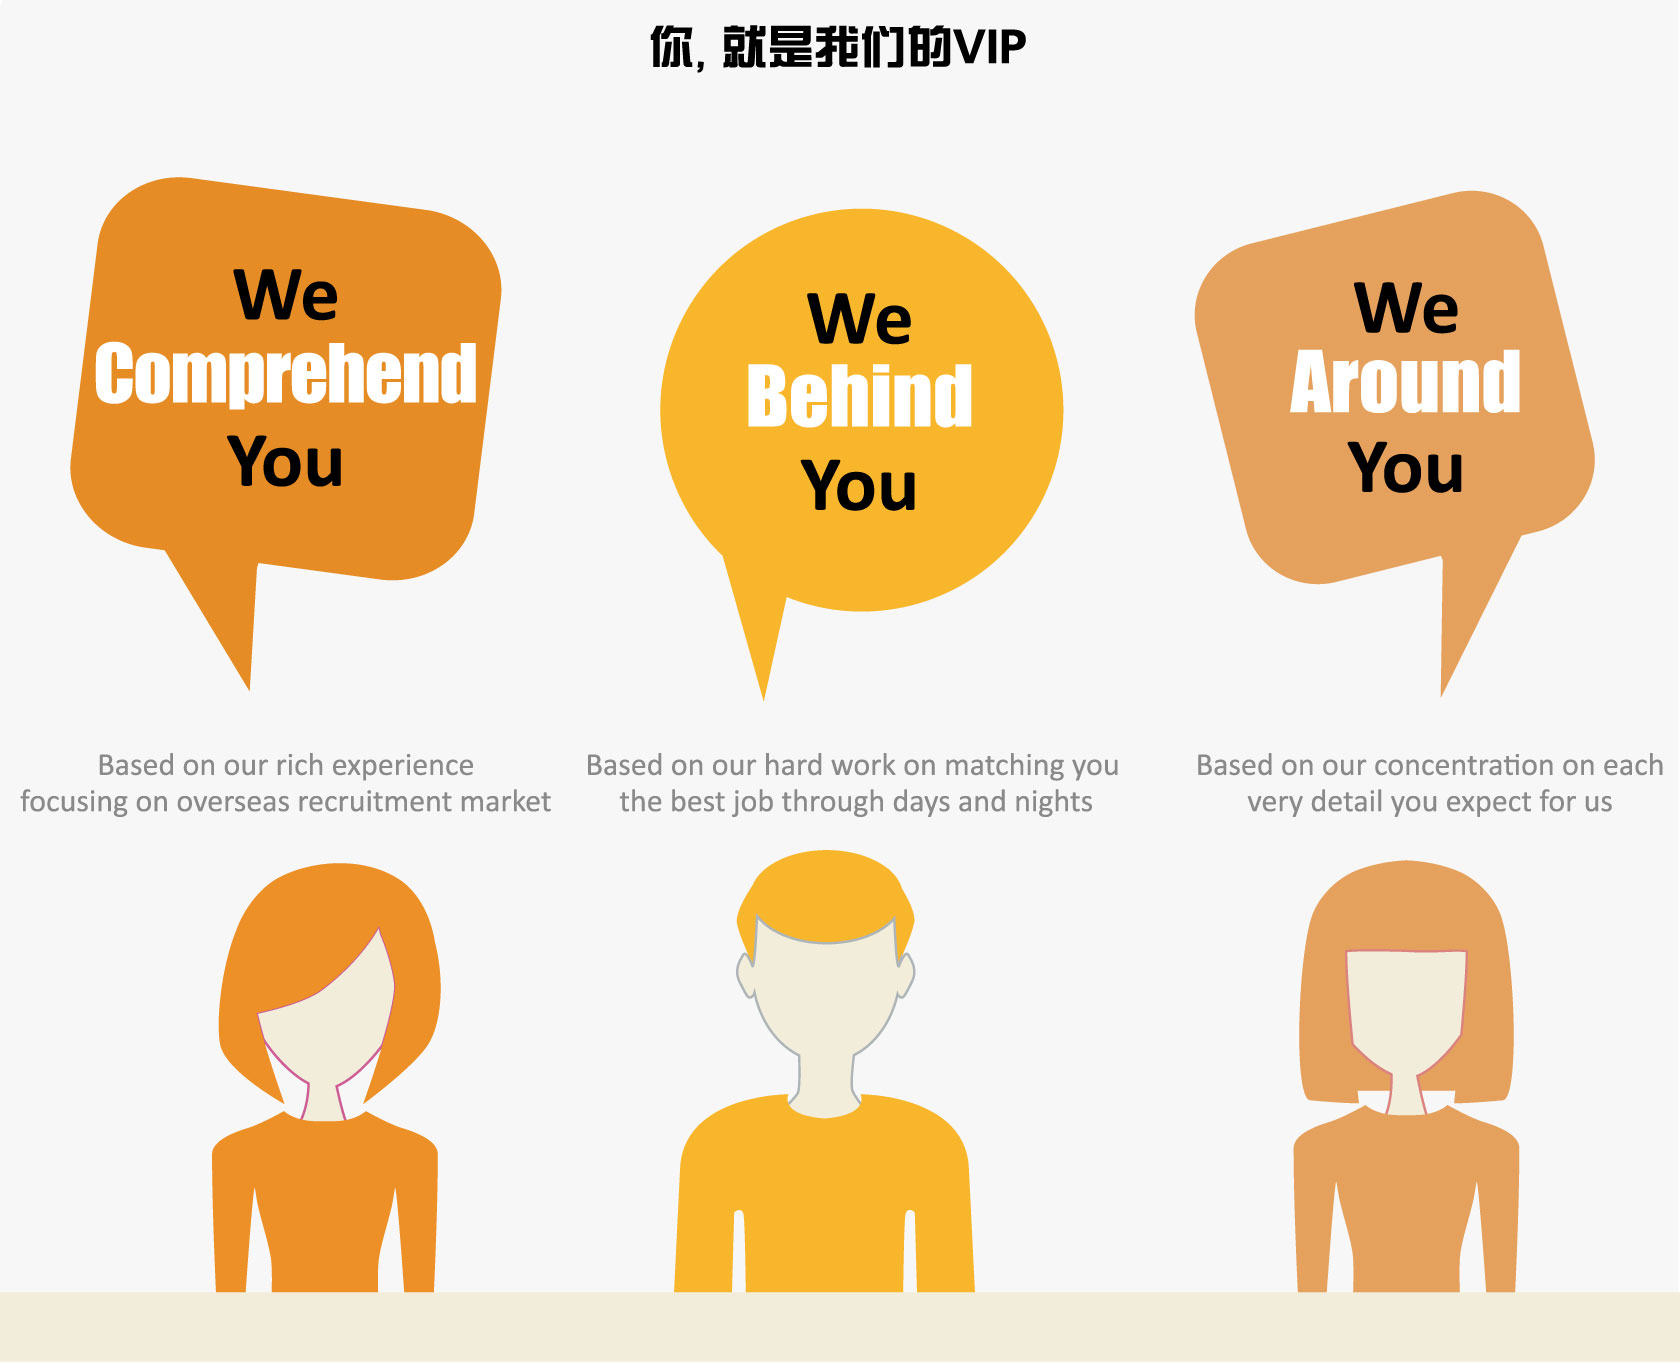 你，就是我们的VIP
We
Comprehend
You
We
Behind
You
We
Around
You
Based on our rich experience
focusing on overseas recruitment market
Based on our hard work on matching you
the best job through days and nights
Based on our concentration on each
very detail you expect for us